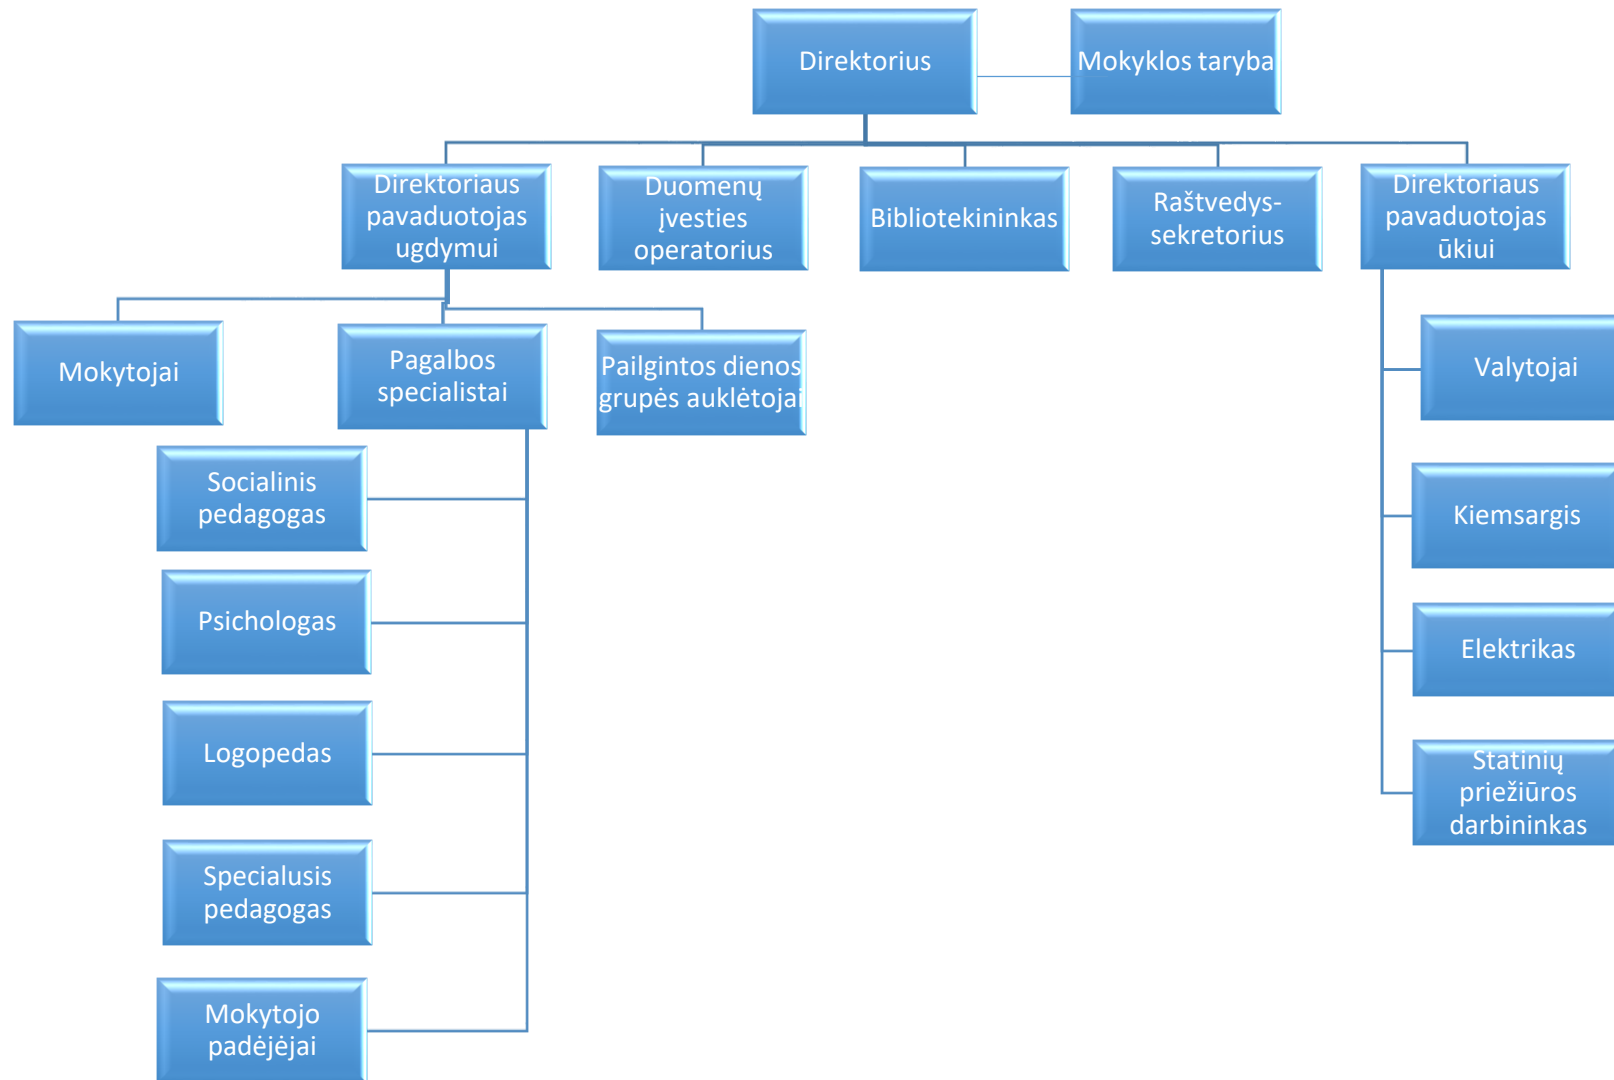 Direktorius
Mokyklos taryba
Direktoriaus
pavaduotojas
ugdymui
Duomenų
įvesties
operatorius
Bibliotekininkas
Raštvedys-
sekretorius
Direktoriaus
pavaduotojas
ūkiui
Mokytojai
Pagalbos
specialistai
Pailgintos dienos
grupės auklėtojai
Socialinis
pedagogas
Psichologas
Logopedas
Specialusis
pedagogas
Mokytojo
padėjėjai
Valytojai
Kiemsargis
Elektrikas
Statinių
priežiūros
darbininkas